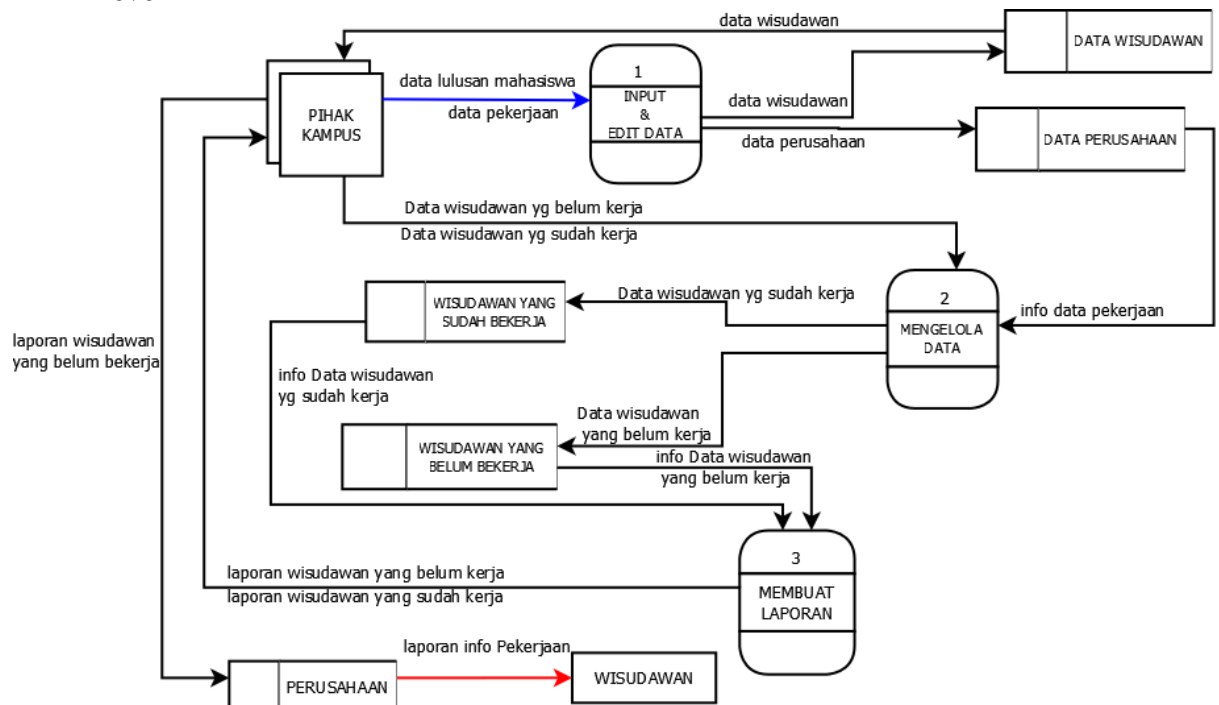 data wisudawan
DATA WISUDAWAN
data lulusan mahasiswa
data pekerjaan
1
INPUT
&
EDIT DATA
data wisudawan
data perusahaan
DATA PERUSAHAAN
PIHAK
KAMPUS
Data wisudawan yg belum kerja
Data wisudawan yg sudah kerja
WISUDAWAN YANG
SUDAH BEKERJA
Data wisudawan yg sudah kerja
2
MENGELOLA
DATA
info data pekerjaan
laporan wisudawan
yang belum bekerja
info Data wisudawan
yg sudah kerja
Data wisudawan
yang belum kerja
WISUDAWAN YANG
BELUM BEKERJA
info Data wisudawan
yang belum kerja
3
MEMBUAT
LAPORAN
laporan wisudawan yang belum kerja
laporan wisudawan yang sudah kerja
laporan info Pekerjaan
PERUSAHAAN
WISUDAWAN